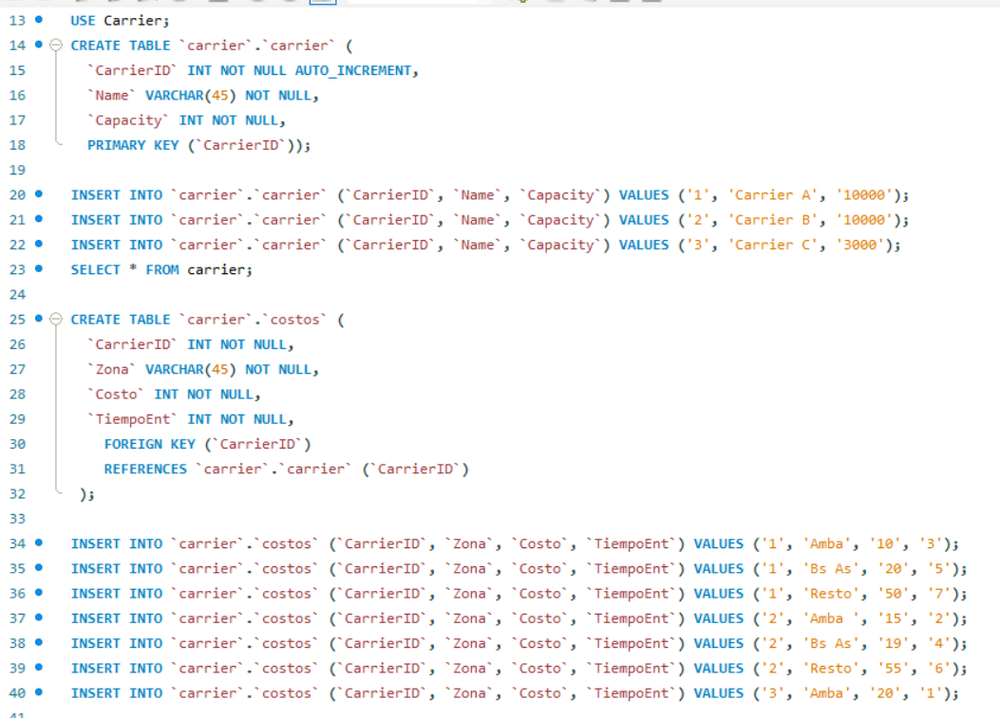 13 USE Carrier;
14 CREATE TABLE `carrier`.`carrier` (
15 `CarrierID` INT NOT NULL AUTO_INCREMENT,
16 `Name` VARCHAR(45) NOT NULL,
17 `Capacity` INT NOT NULL,
18 PRIMARY KEY (`CarrierID`));
19
20 INSERT INTO `carrier`.`carrier` (`CarrierID`, `Name`, `Capacity`) VALUES ('1', 'Carrier A', '10000');
21 INSERT INTO `carrier`.`carrier` (`CarrierID`, `Name`, `Capacity`) VALUES ('2', 'Carrier B', '10000');
22 INSERT INTO `carrier`.`carrier` (`CarrierID`, `Name`, `Capacity`) VALUES ('3', 'Carrier C', '3000');
23 SELECT * FROM carrier;
24
25 CREATE TABLE `carrier`.`costos` (
26 `CarrierID` INT NOT NULL,
27 `Zona` VARCHAR(45) NOT NULL,
28 `Costo` INT NOT NULL,
29 `TiempoEnt` INT NOT NULL,
30 FOREIGN KEY (`CarrierID`)
31 REFERENCES `carrier`.`carrier` (`CarrierID`)
32 );
33
34 INSERT INTO `carrier`.`costos` (`CarrierID`, `Zona`, `Costo`, `TiempoEnt`) VALUES ('1', 'Amba', '10', '3');
35 INSERT INTO `carrier`.`costos` (`CarrierID`, `Zona`, `Costo`, `TiempoEnt`) VALUES ('1', 'Bs As', '20', '5');
36 INSERT INTO `carrier`.`costos` (`CarrierID`, `Zona`, `Costo`, `TiempoEnt`) VALUES ('1', 'Resto', '50', '7');
37 INSERT INTO `carrier`.`costos` (`CarrierID`, `Zona`, `Costo`, `TiempoEnt`) VALUES ('2', 'Amba ', '15', '2');
38 INSERT INTO `carrier`.`costos` (`CarrierID`, `Zona`, `Costo`, `TiempoEnt`) VALUES ('2', 'Bs As', '19', '4');
39 INSERT INTO `carrier`.`costos` (`CarrierID`, `Zona`, `Costo`, `TiempoEnt`) VALUES ('2', 'Resto', '55', '6');
40 INSERT INTO `carrier`.`costos` (`CarrierID`, `Zona`, `Costo`, `TiempoEnt`) VALUES ('3', 'Amba', '20', '1');
41